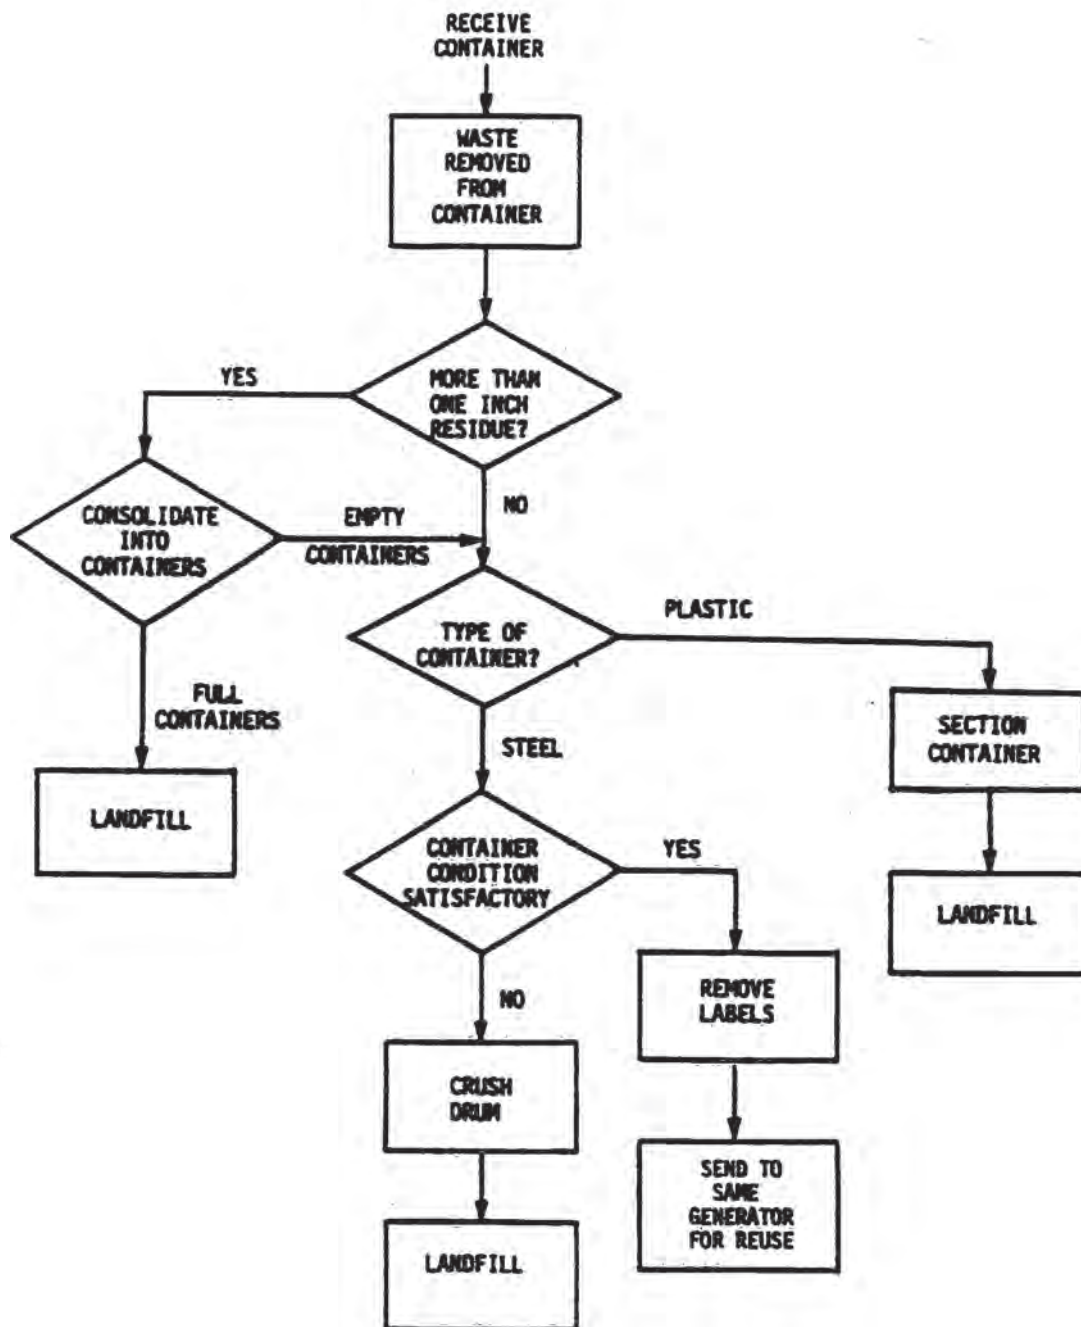 RECEIVE
CONTAINER
WASTE
REMOVED
FROM
CONTAINER
MORE THAN
ONE INCH
RESIDUE?
YES
NO
CONSOLIDATE
INTO
CONTAINERS
EMPTY
CONTAINERS
FULL
CONTAINERS
LANDFILL
TYPE OF
CONTAINER?
PLASTIC
SECTION
CONTAINER
LANDFILL
STEEL
CONTAINER
CONDITION
SATISFACTORY
YES
REMOVE
LABELS
SEND TO
SAME
GENERATOR
FOR REUSE
NO
CRUSH
DRUM
LANDFILL